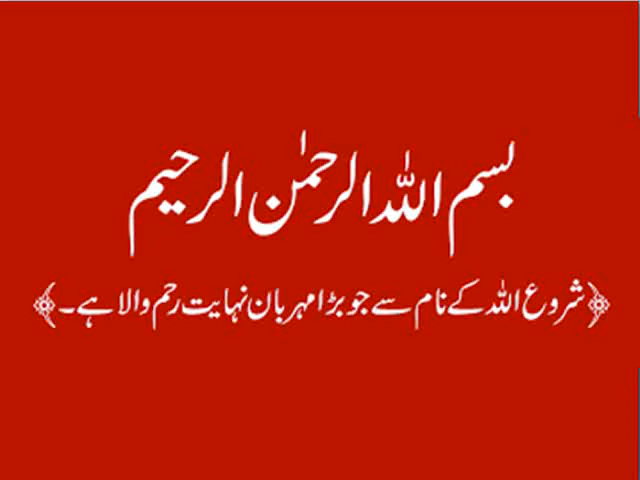 بسم اللہ الرحمٰن الرحیم
﴿شروع اللہ کے نام سے جو بڑا مہربان نہایت رحم والا ہے۔﴾